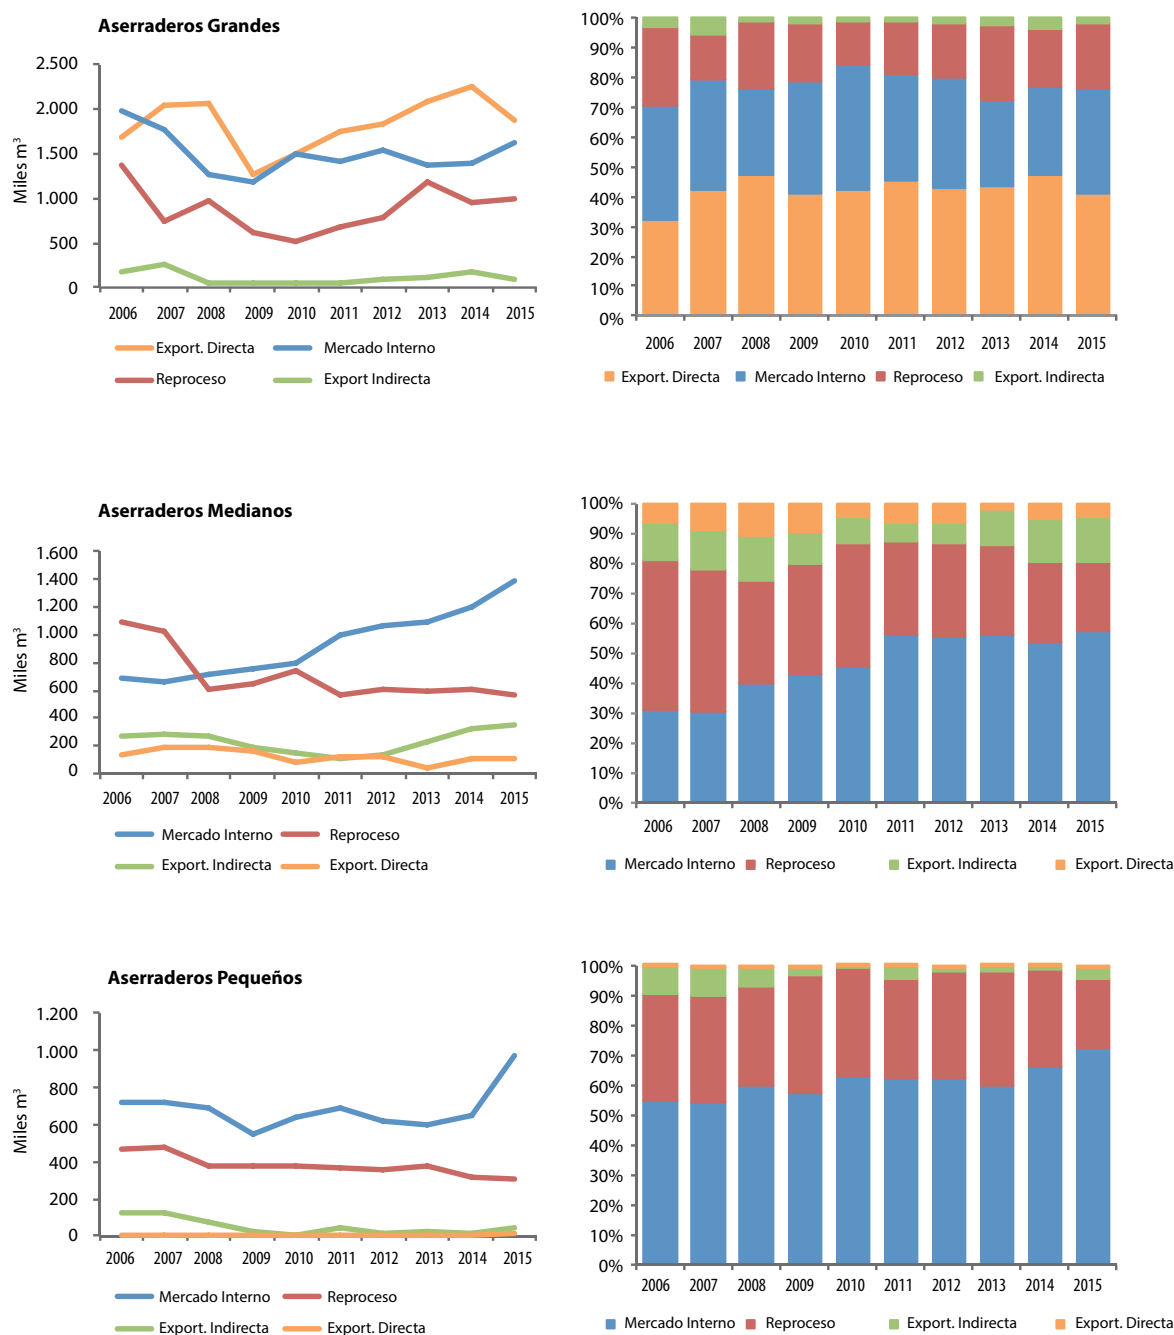 Aserraderos Grandes
Miles m³
2.500
2.000
1.500
1.000
500
0
2006 2007 2008 2009 2010 2011 2012 2013 2014 2015
Export. Directa Mercado Interno
Reproceso Export Indirecta
100%
90%
80%
70%
60%
50%
40%
30%
20%
10%
0%
2006 2007 2008 2009 2010 2011 2012 2013 2014 2015
Export. Directa Mercado Interno Reproceso Export. Indirecta
Aserraderos Medianos
Miles m³
1.600
1.400
1.200
1.000
800
600
400
200
0
2006 2007 2008 2009 2010 2011 2012 2013 2014 2015
Mercado Interno Reproceso
Export. Indirecta Export. Directa
100%
90%
80%
70%
60%
50%
40%
30%
20%
10%
0%
2006 2007 2008 2009 2010 2011 2012 2013 2014 2015
Mercado Interno Reproceso Export. Indirecta Export. Directa
Aserraderos Pequeños
Miles m³
1.200
1.000
800
600
400
200
0
2006 2007 2008 2009 2010 2011 2012 2013 2014 2015
Mercado Interno Reproceso
Export. Indirecta Export. Directa
100%
90%
80%
70%
60%
50%
40%
30%
20%
10%
0%
2006 2007 2008 2009 2010 2011 2012 2013 2014 2015
Mercado Interno Reproceso Export. Indirecta Export. Directa